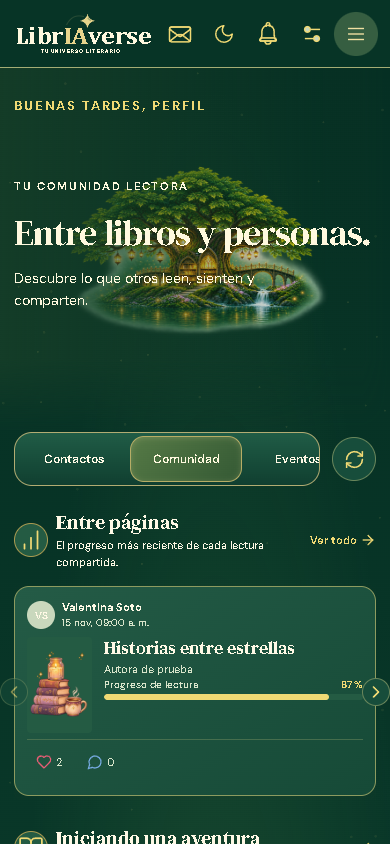 LibrIAverse
TU UNIVERSO LITERARIO
BUENAS TARDES, PERFIL
TU COMUNIDAD LECTORA
Entre libros y personas.
Descubre lo que otros leen, sienten y
comparten.
Contactos Comunidad Eventos
Entre páginas
El progreso más reciente de cada lectura
compartida.
Ver todo
VS
Valentina Soto
15 nov, 09:00 a. m.
Historias entre estrellas
Autora de prueba
Progreso de lectura 87%
2 0
Iniciando una aventura